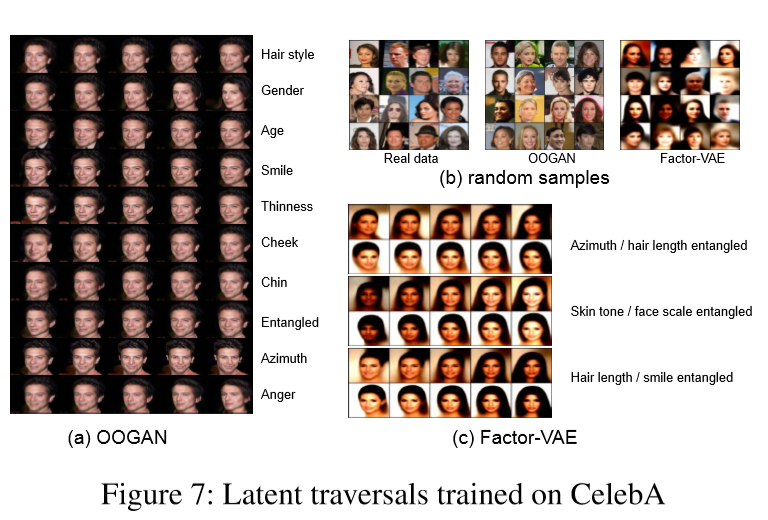 Hair style
Gender
Age
Smile
Thinness
Cheek
Chin
Entangled
Azimuth
Anger
(a) OOGAN
Real data
OOGAN
Factor-VAE
(b) random samples
Azimuth / hair length entangled
Skin tone / face scale entangled
Hair length / smile entangled
(c) Factor-VAE
Figure 7: Latent traversals trained on CelebA